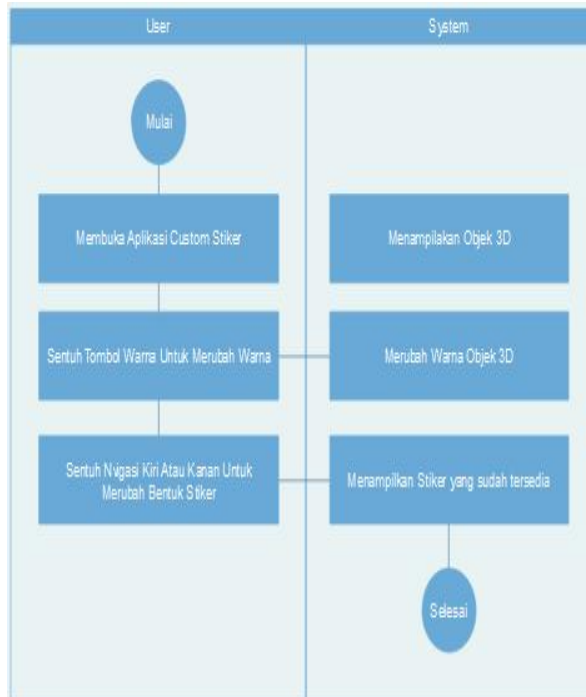 User
System
Mulai
Membuka Aplikasi Custom Stiker
Menampilakan Objek 3D
Sentuh Tombol Warna Untuk Merubah Warna
Merubah Warna Objek 3D
Sentuh Nvigasi Kiri Atau Kanan Untuk
Merubah Bentuk Stiker
Menampilkan Stiker yang sudah tersedia
Selesai